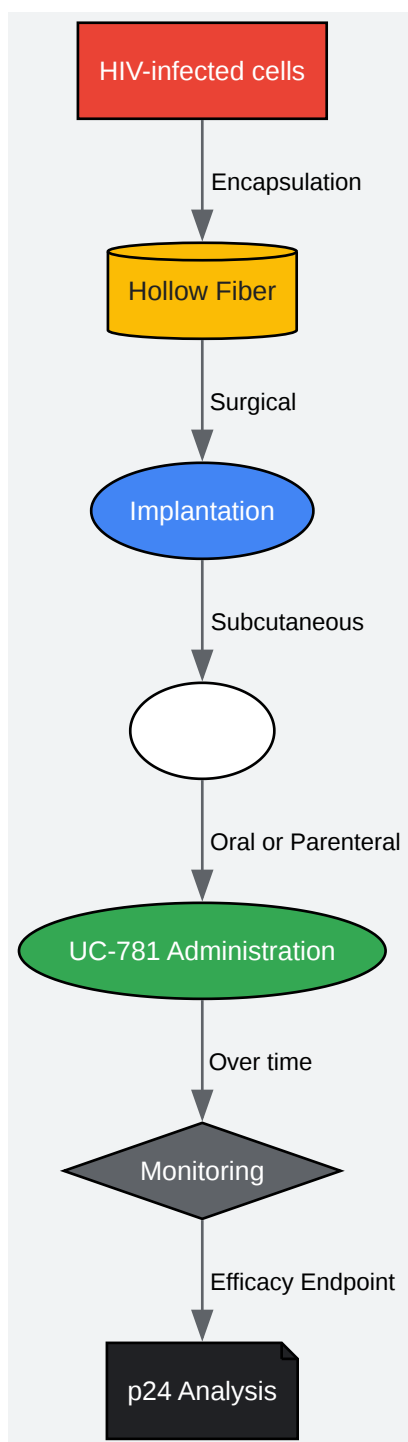 HIV-infected cells
Encapsulation
Hollow Fiber
Surgical
Implantation
Subcutaneous
Oral or Parenteral
UC-781 Administration
Over time
Monitoring
Efficacy Endpoint
p24 Analysis